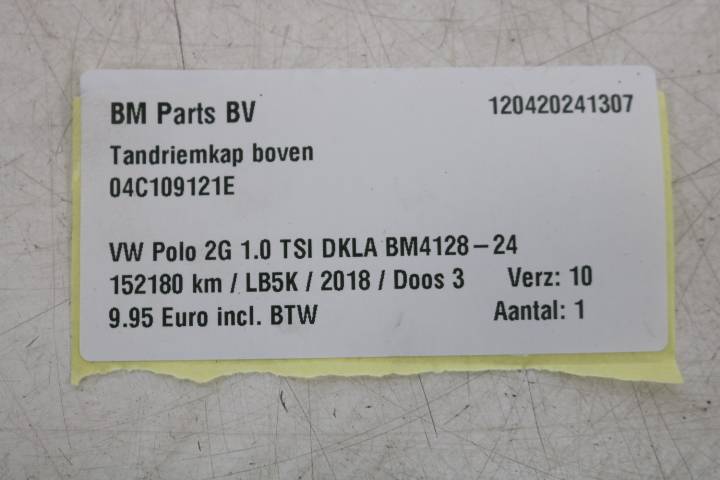 BM Parts BV 120420241307
Tandriemkap boven
04C109121E
VW Polo 2G 1.0 TSI DKLA BM4128-24
152180 km / LB5K / 2018 / Doos 3 Verz: 10
9.95 Euro incl. BTW Aantal: 1